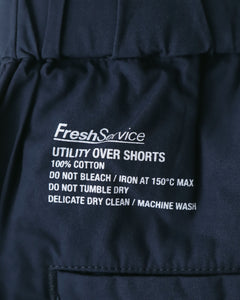 FreshService
UTILITY OVER SHORTS
100% COTTON
DO NOT BLEACH / IRON AT 150°C MAX
DO NOT TUMBLE DRY
DELICATE DRY CLEAN / MACHINE WASH